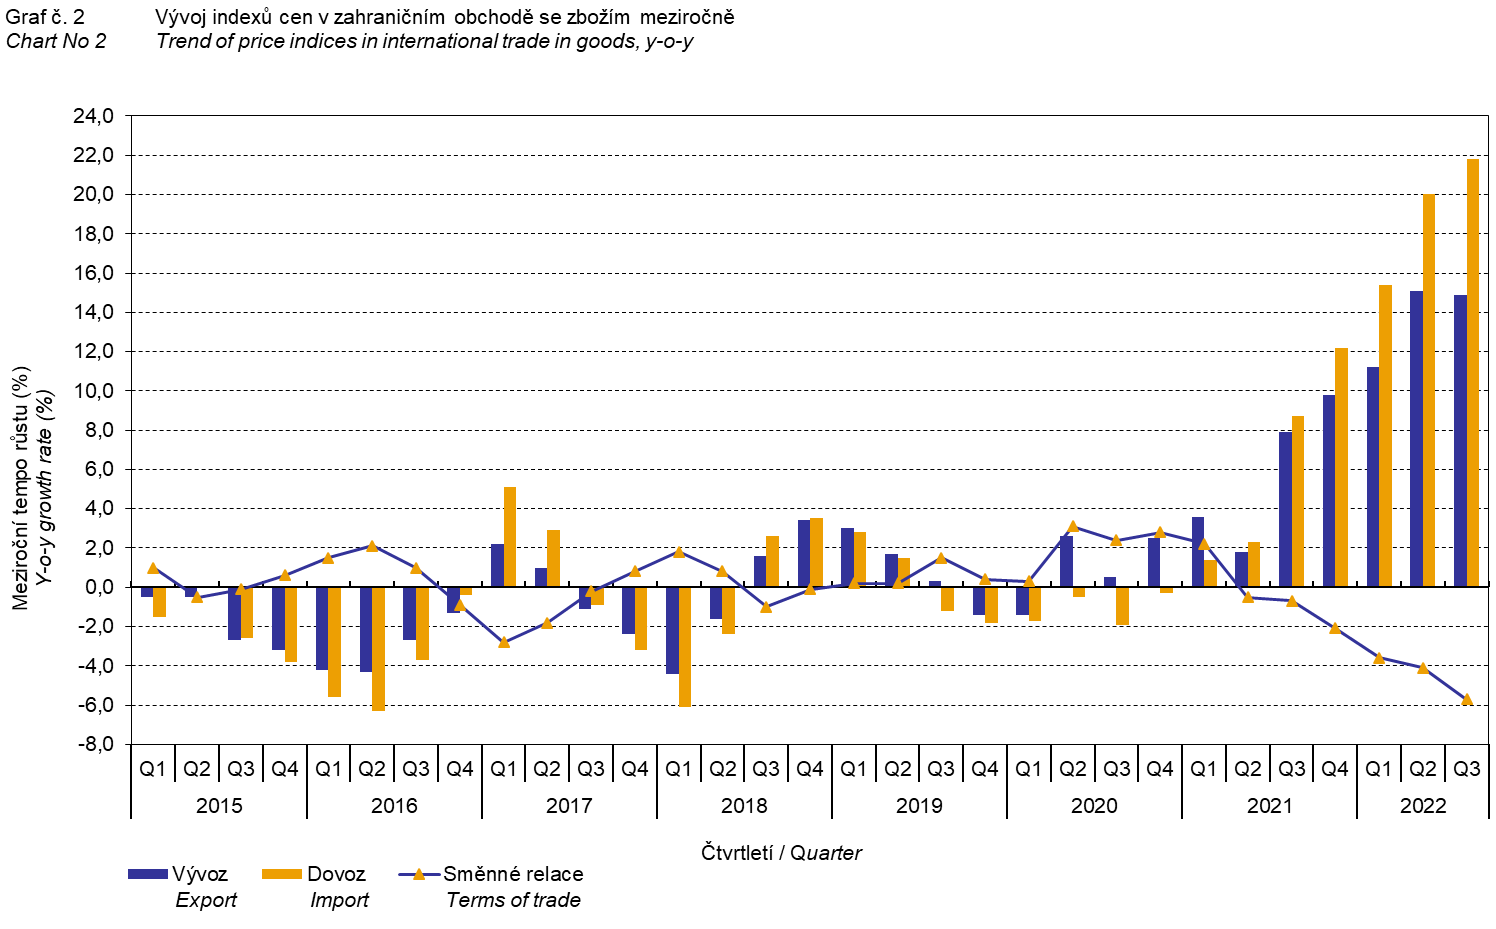 Graf č. 2 Vývoj indexů cen v zahraničním obchodě se zbožím meziročně
Chart No 2 Trend of price indices in international trade in goods, y-o-y
Meziroční tempo růstu (%)
Y-o-y growth rate (%)
24,0
22,0
20,0
18,0
16,0
14,0
12,0
10,0
8,0
6,0
4,0
2,0
0,0
-2,0
-4,0
-6,0
-8,0
Q1 Q2 Q3 Q4 Q1 Q2 Q3 Q4 Q1 Q2 Q3 Q4 Q1 Q2 Q3 Q4 Q1 Q2 Q3 Q4 Q1 Q2 Q3 Q4 Q1 Q2 Q3 Q4 Q1 Q2 Q3
2015 2016 2017 2018 2019 2020 2021 2022
Čtvrtletí / Quarter
Vývoz Dovoz Směnné relace
Export Import Terms of trade